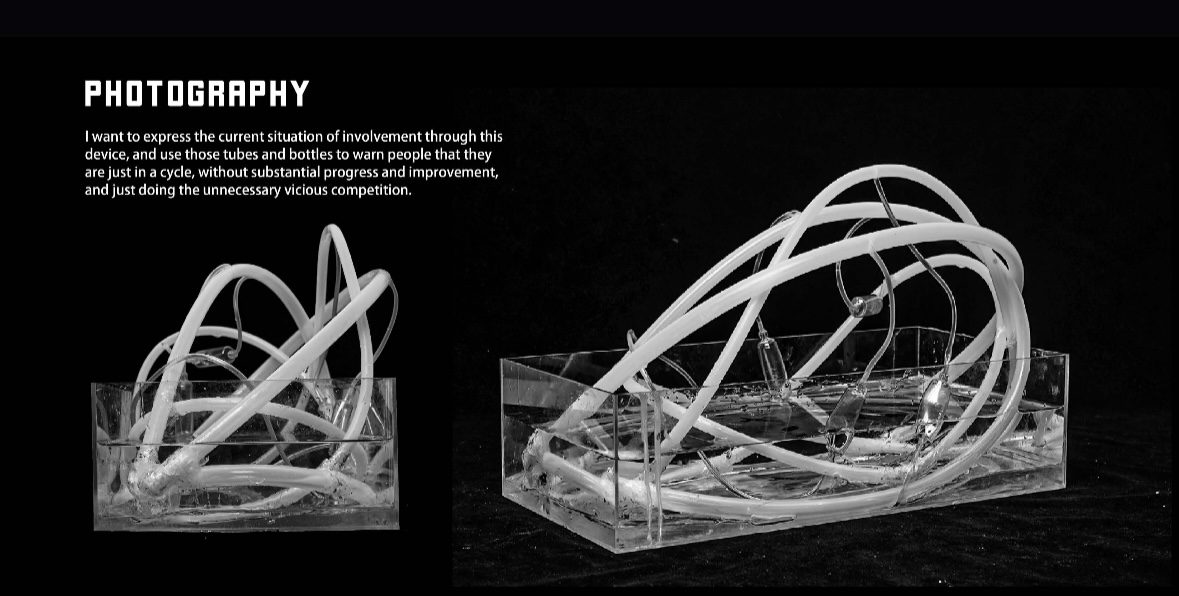 PHOTOGRAPHY
I want to express the current situation of involvement through this
device, and use those tubes and bottles to warn people that they
are just in a cycle, without substantial progress and improvement,
and just doing the unnecessary vicious competition.